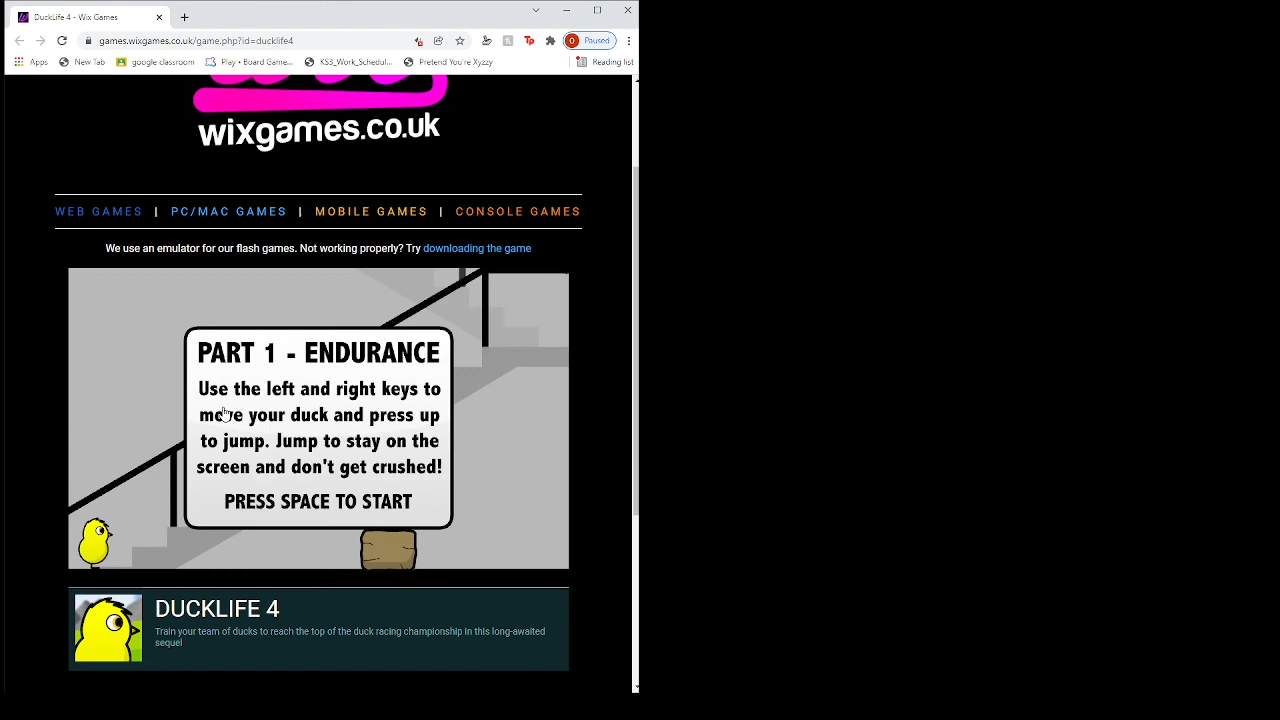 DuckLife 4 - Wix Games
games.wixgames.co.uk/game.php?id=ducklife4
O Paused
Apps New Tab google classroom Play • Board Game... KS3_Work_Schedul... Pretend You're Xyzzy Reading list
wixgames.co.uk
WEB GAMES | PC/MAC GAMES | MOBILE GAMES | CONSOLE GAMES
We use an emulator for our flash games. Not working properly? Try downloading the game
PART 1 - ENDURANCE
Use the left and right keys to
move your duck and press up
to jump. Jump to stay on the
screen and don't get crushed!
PRESS SPACE TO START
DUCKLIFE 4
Train your team of ducks to reach the top of the duck racing championship in this long-awaited
sequel